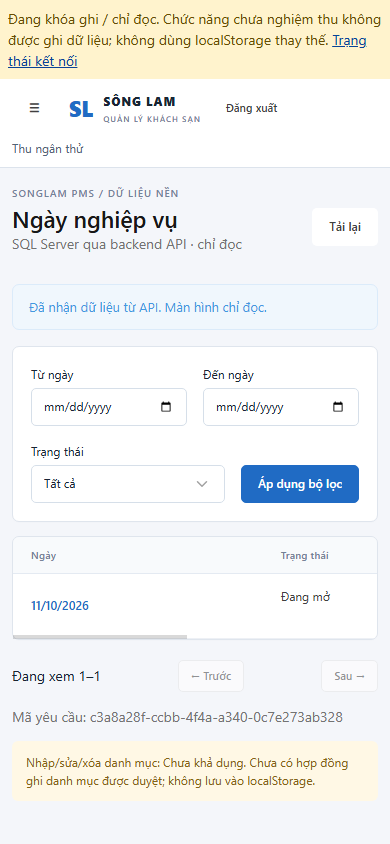 Đang khóa ghi / chỉ đọc. Chức năng chưa nghiệm thu không
được ghi dữ liệu; không dùng localStorage thay thế. Trạng
thái kết nối
☰ SL SÔNG LAM Đăng xuất
QUẢN LÝ KHÁCH SẠN
Thu ngân thử
SONGLAM PMS / DỮ LIỆU NỀN
Ngày nghiệp vụ
Tải lại
SQL Server qua backend API · chỉ đọc
Đã nhận dữ liệu từ API. Màn hình chỉ đọc.
Từ ngày Đến ngày
mm/dd/yyyy mm/dd/yyyy
Trạng thái
Tất cả Áp dụng bộ lọc
Ngày Trạng thái
11/10/2026 Đang mở
Đang xem 1–1 ← Trước Sau →
Mã yêu cầu: c3a8a28f-ccbb-4f4a-a340-0c7e273ab328
Nhập/sửa/xóa danh mục: Chưa khả dụng. Chưa có hợp đồng
ghi danh mục được duyệt; không lưu vào localStorage.